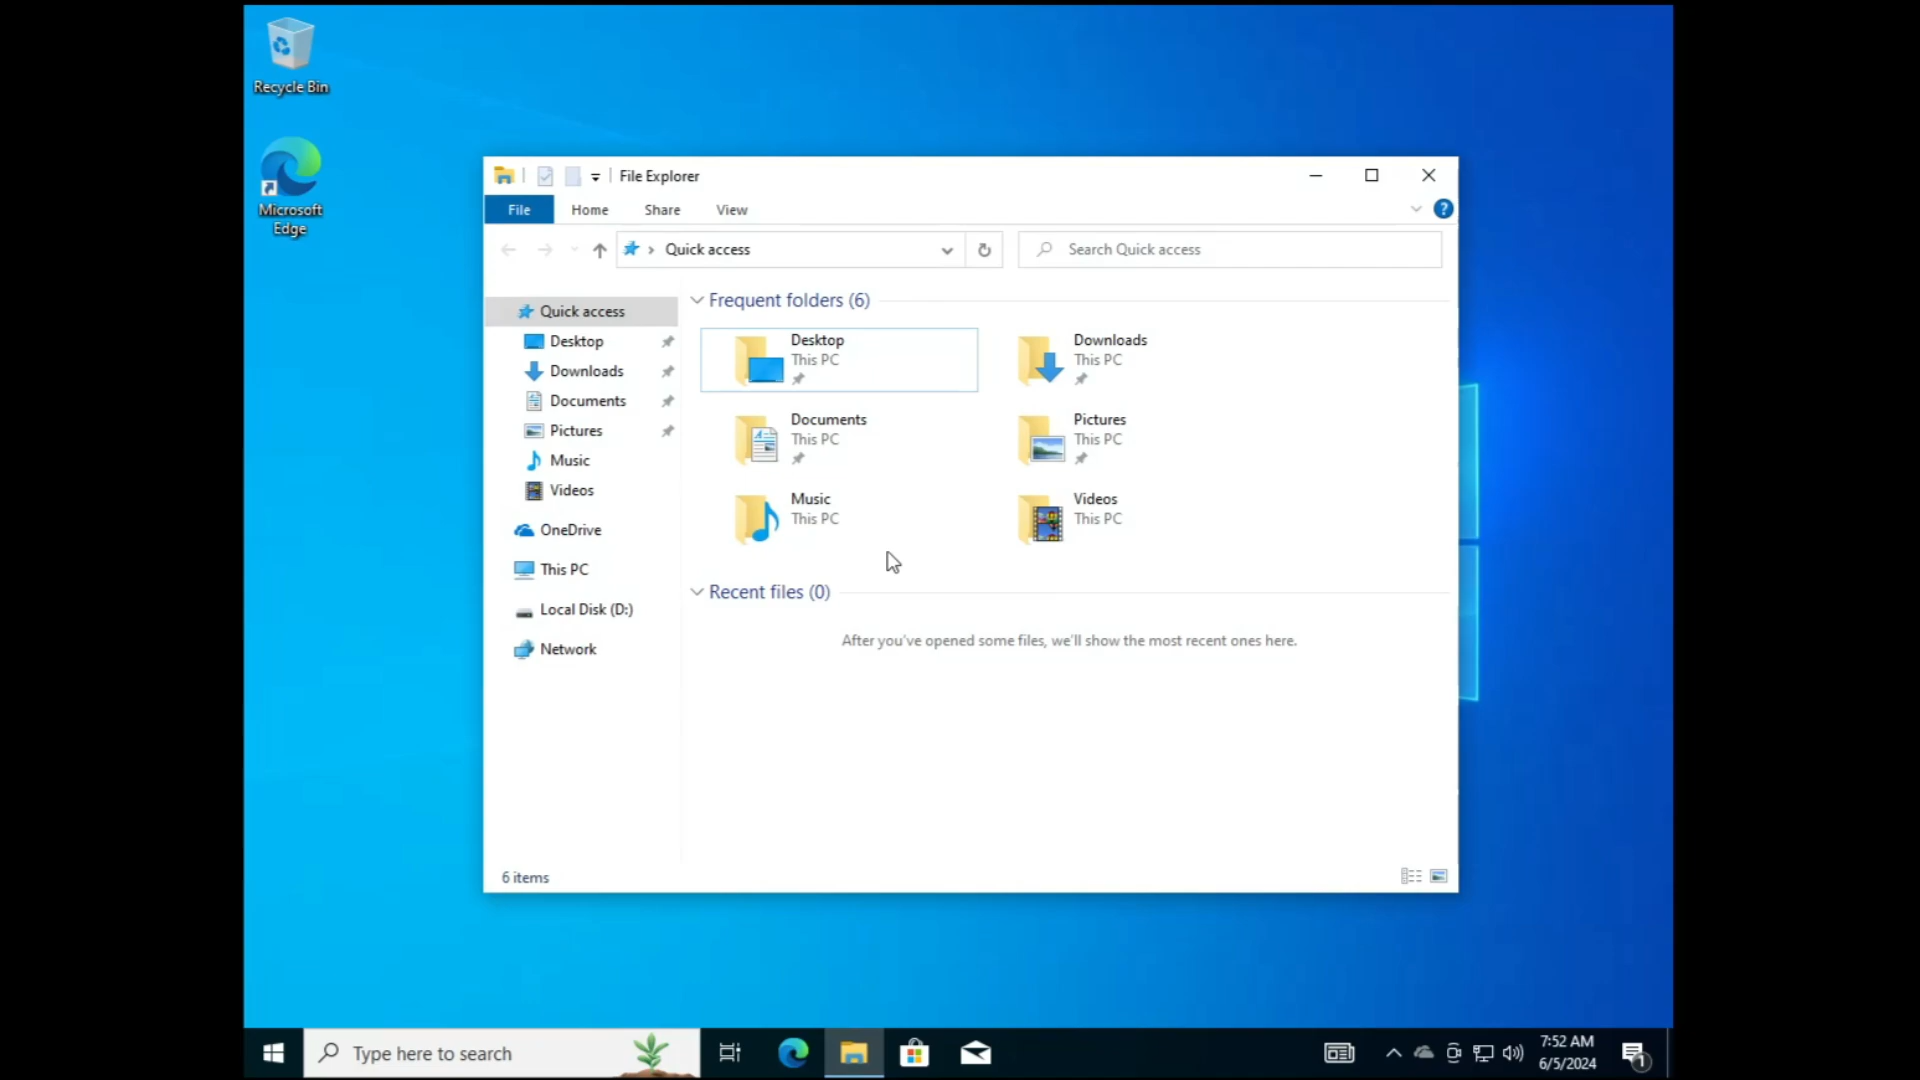 Recycle Bin
Microsoft
Edge
File Explorer
File
Home
Share
View
?
Quick access
Search Quick access
Quick access
Desktop
Downloads
Documents
Pictures
Music
Videos
OneDrive
This PC
Local Disk (D:)
Network
Frequent folders (6)
Desktop
This PC
Downloads
This PC
Documents
This PC
Pictures
This PC
Music
This PC
Videos
This PC
Recent files (0)
After you've opened some files, we'll show the most recent ones here.
6 items
Type here to search
7:52 AM
6/5/2024
1